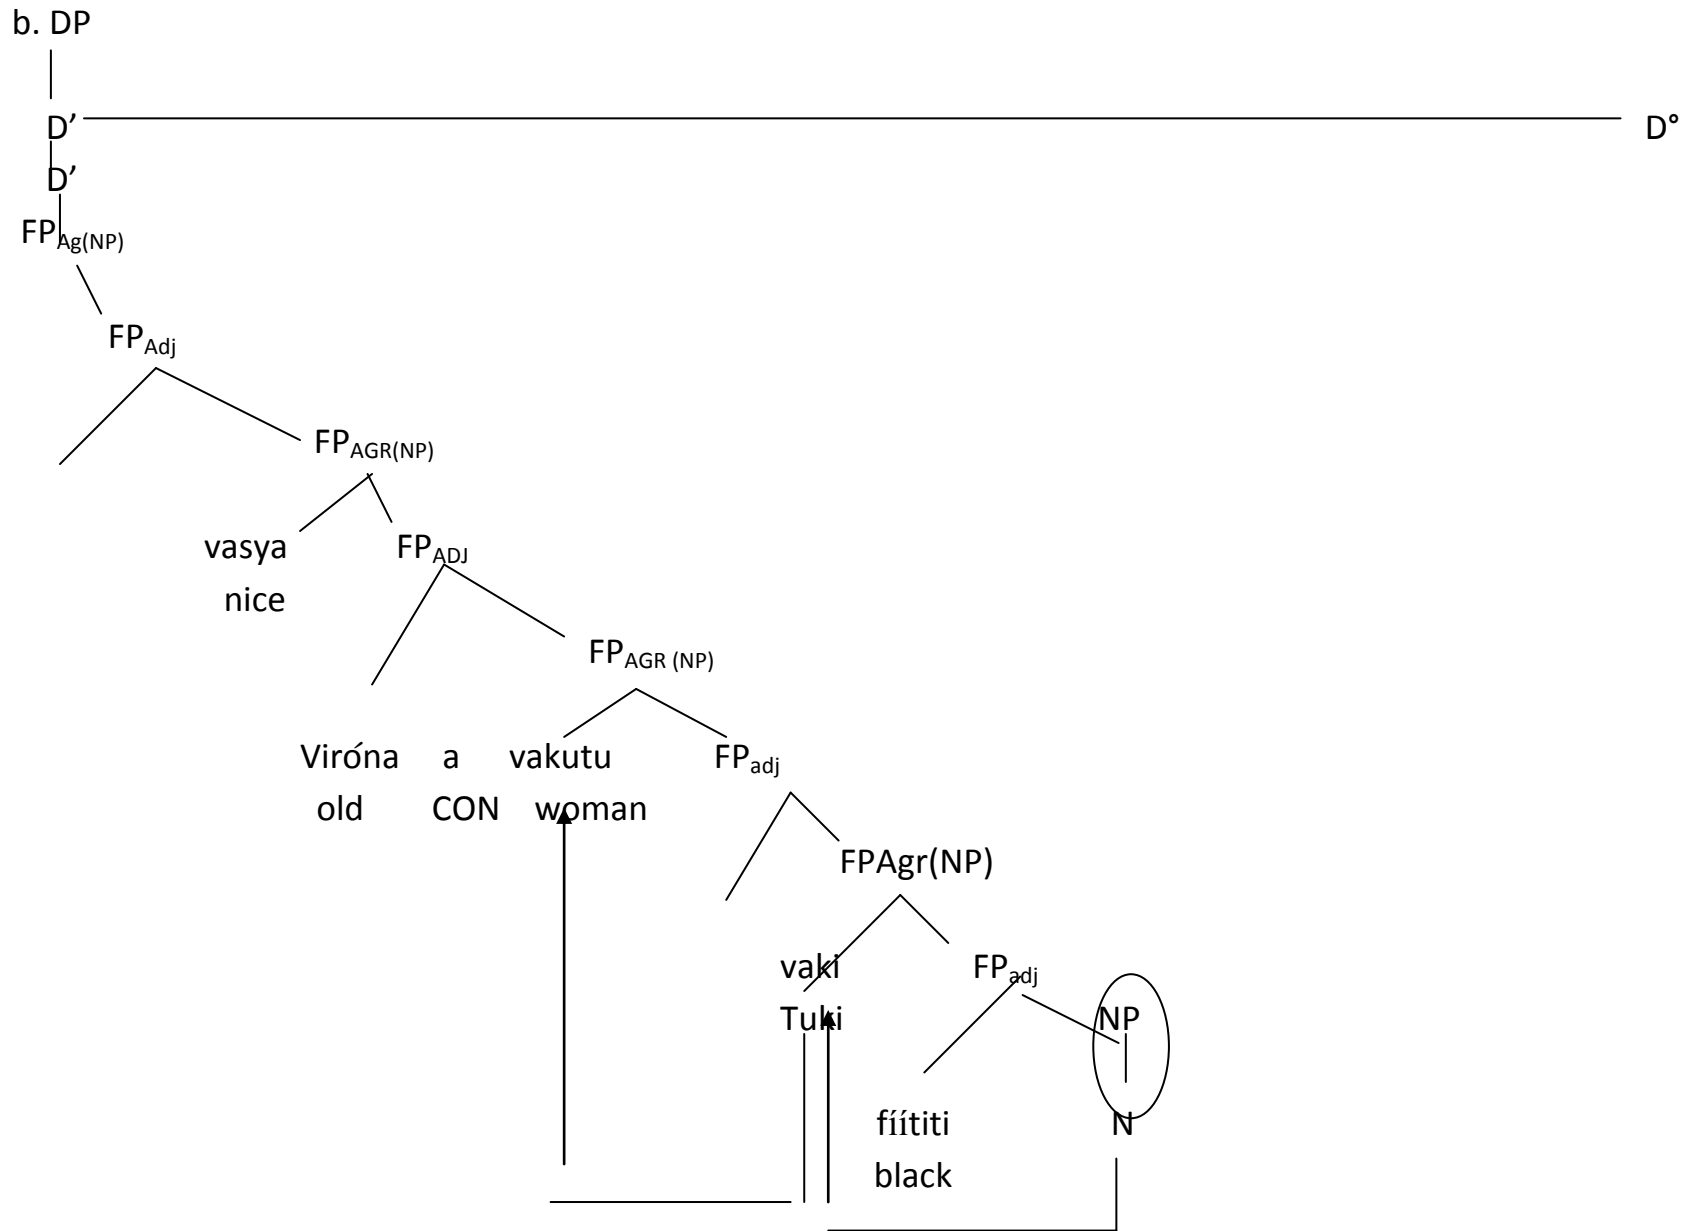 b. DP
D’ D°
D’
FPAg(NP)
FPAdj
FPAGR(NP)
vasya FPADJ
nice
FPAGR (NP)
Viróna a vakutu FPadj
old CON woman
FPAgr(NP)
vaki FPadj
Tuki NP
fíítiti N
black